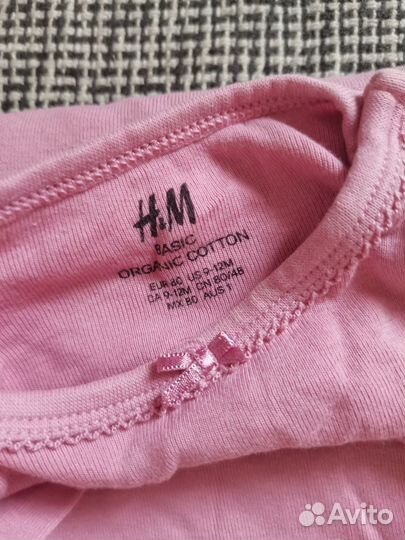 H&M
BASIC
ORGANIC COTTON
EUR 80 US 9-12M
CA 9-12M CN 80/48
MX 80 AUS 1
Avito